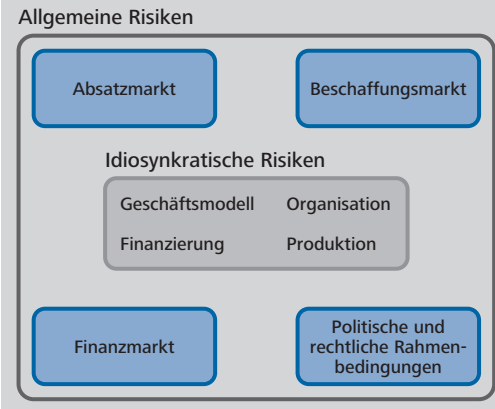 Allgemeine Risiken
Absatzmarkt
Beschaffungsmarkt
Idiosynkratische Risiken
Geschäftsmodell Organisation
Finanzierung Produktion
Finanzmarkt
Politische und
rechtliche Rahmen-
bedingungen